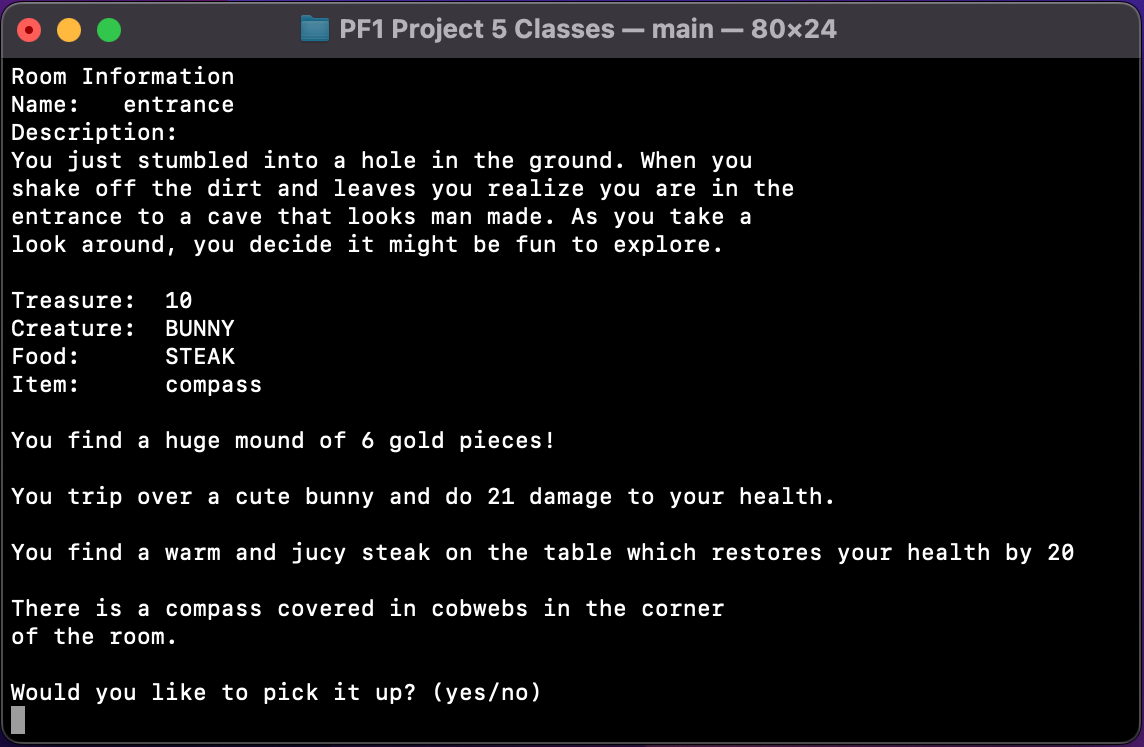 PF1 Project 5 Classes — main — 80×24
Room Information
Name:   entrance
Description:
You just stumbled into a hole in the ground. When you
shake off the dirt and leaves you realize you are in the
entrance to a cave that looks man made. As you take a
look around, you decide it might be fun to explore.
Treasure:  10
Creature:  BUNNY
Food:      STEAK
Item:      compass
You find a huge mound of 6 gold pieces!
You trip over a cute bunny and do 21 damage to your health.
You find a warm and jucy steak on the table which restores your health by 20
There is a compass covered in cobwebs in the corner
of the room.
Would you like to pick it up? (yes/no)